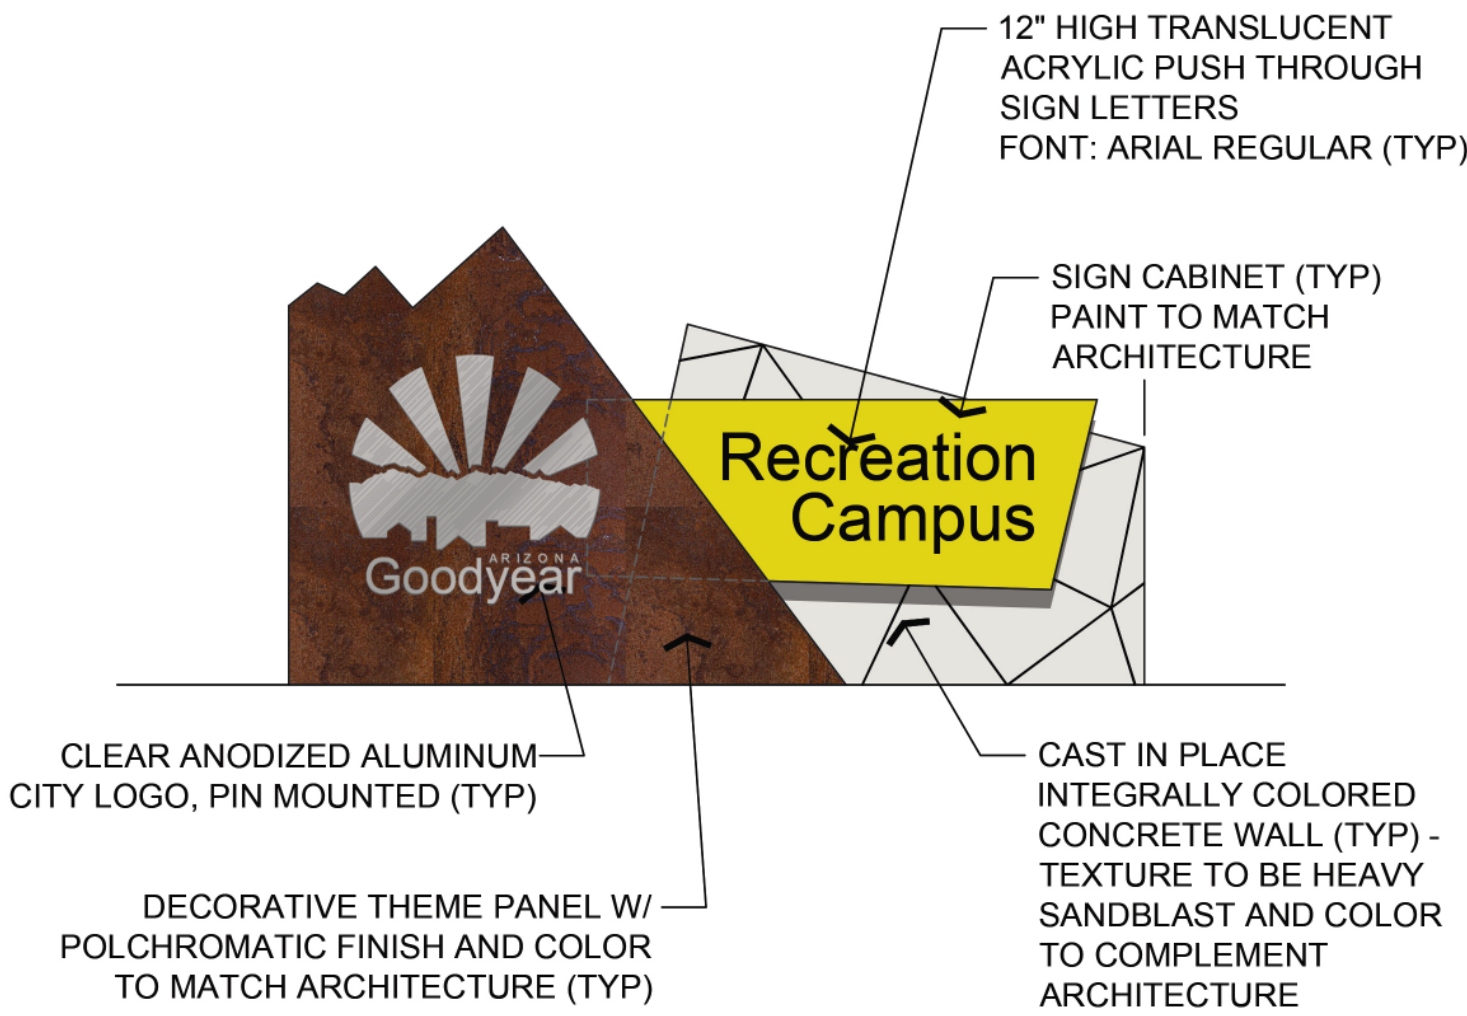 12" HIGH TRANSLUCENT
ACRYLIC PUSH THROUGH
SIGN LETTERS
FONT: ARIAL REGULAR (TYP)
SIGN CABINET (TYP)
PAINT TO MATCH
ARCHITECTURE
Recreation
Campus
ARIZONA
Goodyear
CLEAR ANODIZED ALUMINUM
CITY LOGO, PIN MOUNTED (TYP)
DECORATIVE THEME PANEL W/
POLCHROMATIC FINISH AND COLOR
TO MATCH ARCHITECTURE (TYP)
CAST IN PLACE
INTEGRALLY COLORED
CONCRETE WALL (TYP) -
TEXTURE TO BE HEAVY
SANDBLAST AND COLOR
TO COMPLEMENT
ARCHITECTURE